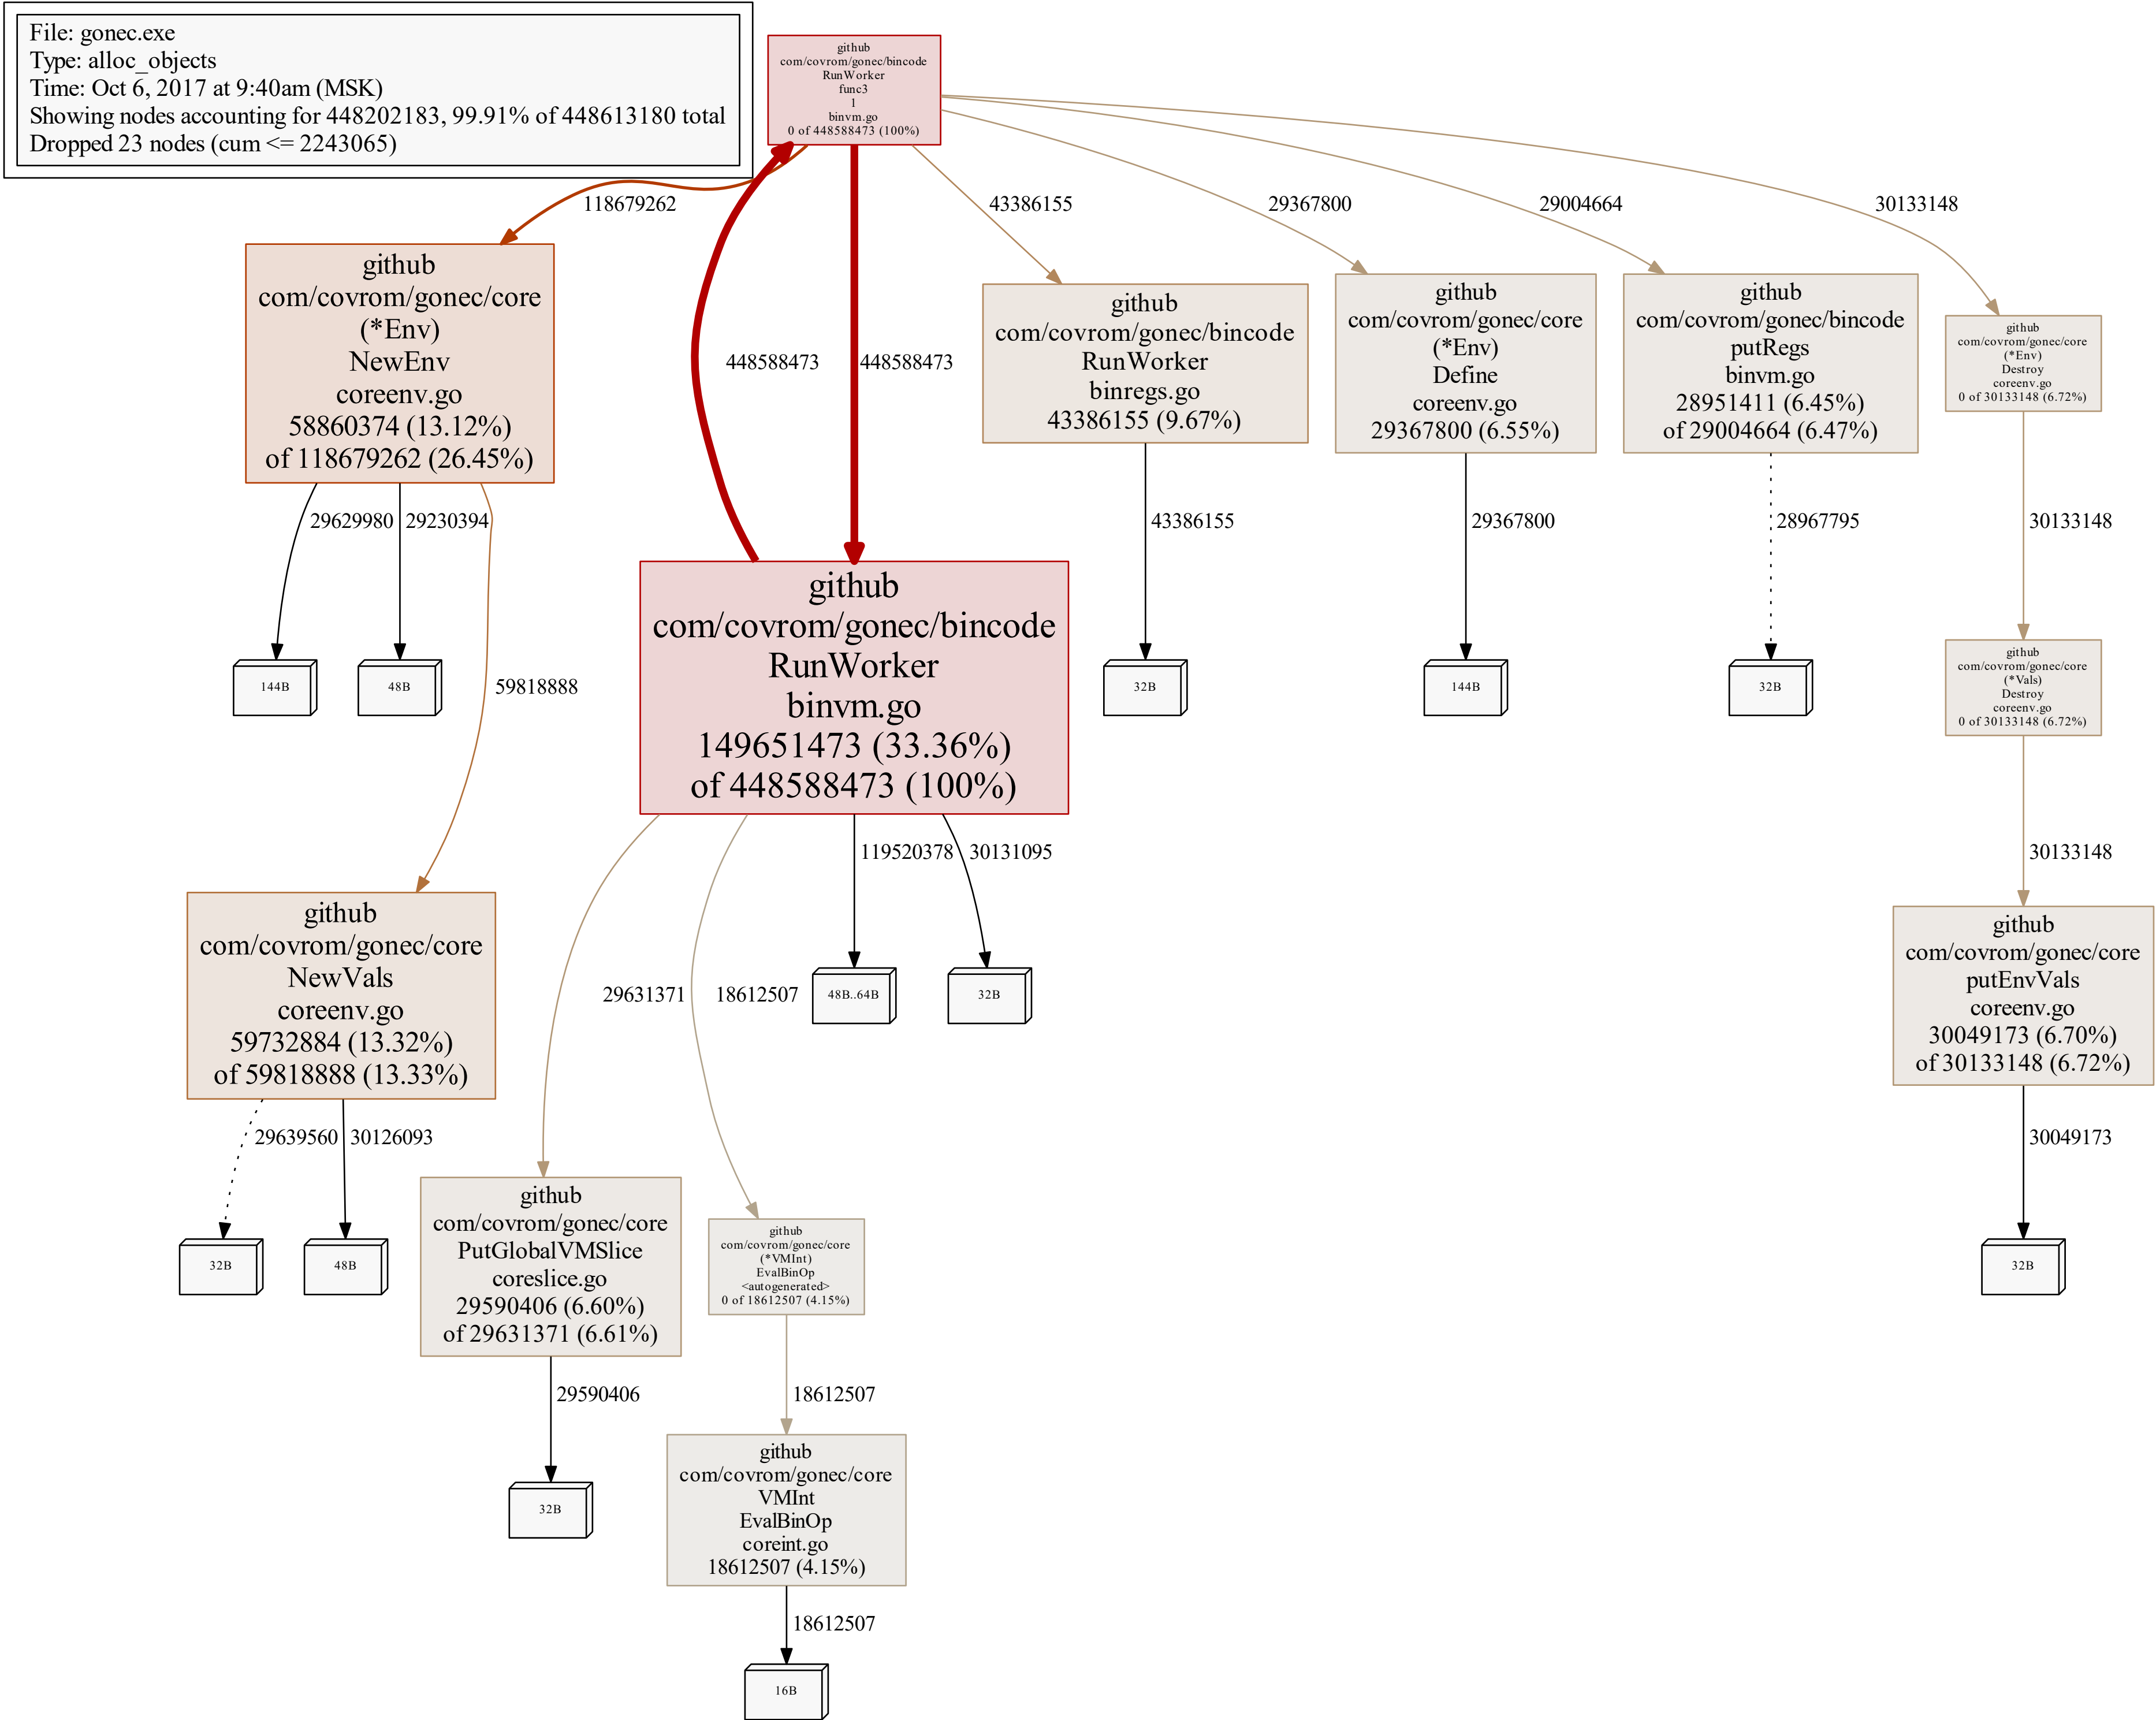 File: gonec.exe
Type: alloc_objects
Time: Oct 6, 2017 at 9:40am (MSK)
Showing nodes accounting for 448202183, 99.91% of 448613180 total
Dropped 23 nodes (cum <= 2243065)
github
com/covrom/gonec/bincode
RunWorker
func3
1
binvm.go
0 of 448588473 (100%)
118679262
43386155
29367800
29004664
30133148
github
com/covrom/gonec/core
(*Env)
NewEnv
coreenv.go
58860374 (13.12%)
of 118679262 (26.45%)
448588473
448588473
github
com/covrom/gonec/bincode
RunWorker
binregs.go
43386155 (9.67%)
github
com/covrom/gonec/core
(*Env)
Define
coreenv.go
29367800 (6.55%)
github
com/covrom/gonec/bincode
putRegs
binvm.go
28951411 (6.45%)
of 29004664 (6.47%)
github
com/covrom/gonec/core
(*Env)
Destroy
coreenv.go
0 of 30133148 (6.72%)
29629980
29230394
59818888
43386155
29367800
28967795
30133148
144B
48B
github
com/covrom/gonec/bincode
RunWorker
binvm.go
149651473 (33.36%)
of 448588473 (100%)
32B
144B
32B
github
com/covrom/gonec/core
(*Vals)
Destroy
coreenv.go
0 of 30133148 (6.72%)
29631371
18612507
119520378
30131095
30133148
github
com/covrom/gonec/core
NewVals
coreenv.go
59732884 (13.32%)
of 59818888 (13.33%)
48B..64B
32B
github
com/covrom/gonec/core
putEnvVals
coreenv.go
30049173 (6.70%)
of 30133148 (6.72%)
29639560
30126093
30049173
32B
48B
github
com/covrom/gonec/core
PutGlobalVMSlice
coreslice.go
29590406 (6.60%)
of 29631371 (6.61%)
github
com/covrom/gonec/core
(*VMInt)
EvalBinOp
<autogenerated>
0 of 18612507 (4.15%)
32B
29590406
18612507
32B
github
com/covrom/gonec/core
VMInt
EvalBinOp
coreint.go
18612507 (4.15%)
18612507
16B